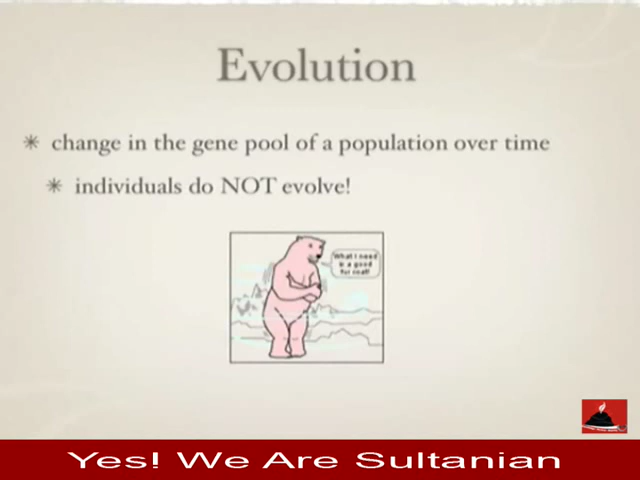 Evolution
change in the gene pool of a population over time
individuals do NOT evolve!
What I need
is a good
fur coat!
Yes! We Are Sultanian